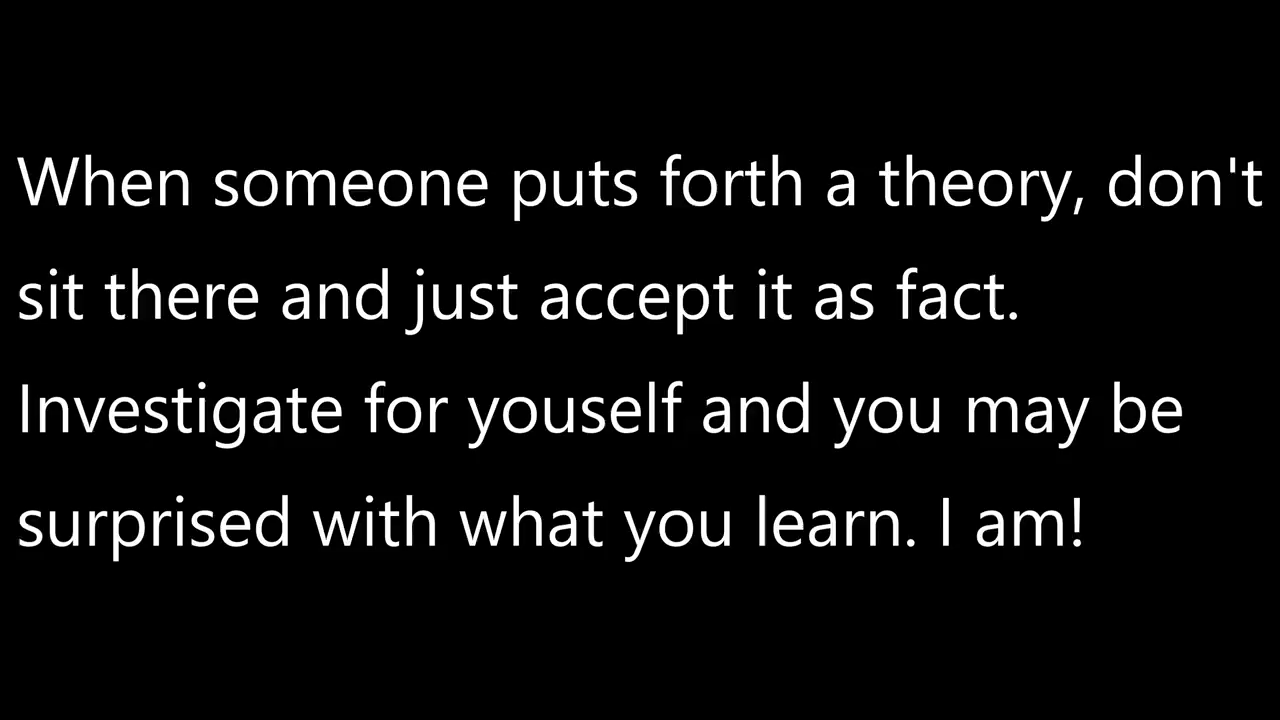 When someone puts forth a theory, don't
sit there and just accept it as fact.
Investigate for youself and you may be
surprised with what you learn. I am!